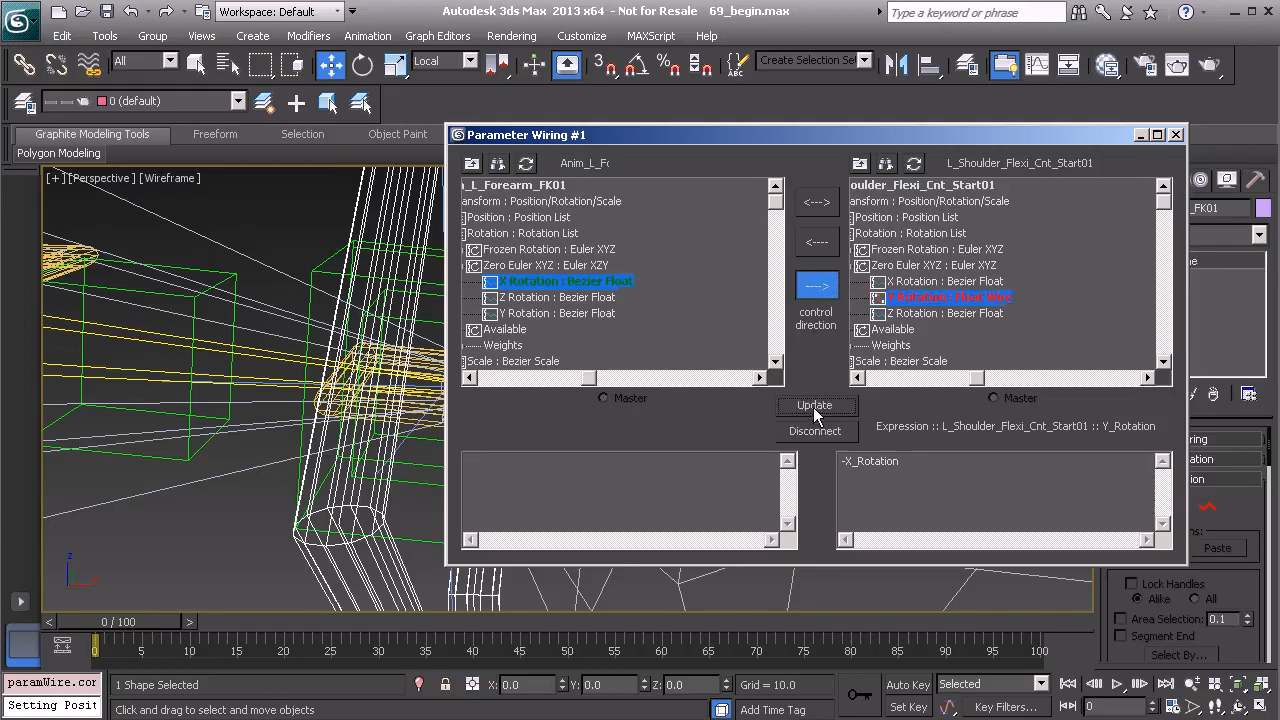 Workspace: Default
Autodesk 3ds Max 2013 x64 - Not for Resale 69_begin.max
Type a keyword or phrase
Edit Tools Group Views Create Modifiers Animation Graph Editors Rendering Customize MAXScript Help
All
Local
Create Selection Se
0 (default)
Graphite Modeling Tools Freeform Selection Object Paint
Polygon Modeling
[+] [Perspective] [Wireframe]
Parameter Wiring #1
Anim_L_Fc
L_Shoulder_Flexi_Cnt_Start01
_L_Forearm_FK01
ansform : Position/Rotation/Scale
Position : Position List
Rotation : Rotation List
Frozen Rotation : Euler XYZ
Zero Euler XYZ : Euler XZY
X Rotation : Bezier Float
Z Rotation : Bezier Float
Y Rotation : Bezier Float
Available
Weights
Scale : Bezier Scale
Master
<--->
<----
---->
control
direction
Update
Disconnect
oulder_Flexi_Cnt_Start01
ansform : Position/Rotation/Scale
Position : Position List
Rotation : Rotation List
Frozen Rotation : Euler XYZ
Zero Euler XYZ : Euler XYZ
X Rotation : Bezier Float
Y Rotation : Float Wire
Z Rotation : Bezier Float
Available
Weights
Scale : Bezier Scale
Master
Expression :: L_Shoulder_Flexi_Cnt_Start01 :: Y_Rotation
-X_Rotation
_FK01
ation
ion
ns:
Paste
Lock Handles
Alike All
Area Selection: 0.1
Segment End
Select By...
z
0 / 100
0 5 10 15 20 25 30 35 40 45 50 55 60 65 70 75 80 85 90 95 100
paramWire.cor
Setting Posit
1 Shape Selected
X: 0.0 Y: 0.0 Z: 0.0 Grid = 10.0
Auto Key Selected
Click and drag to select and move objects
Add Time Tag
Set Key Key Filters... 0